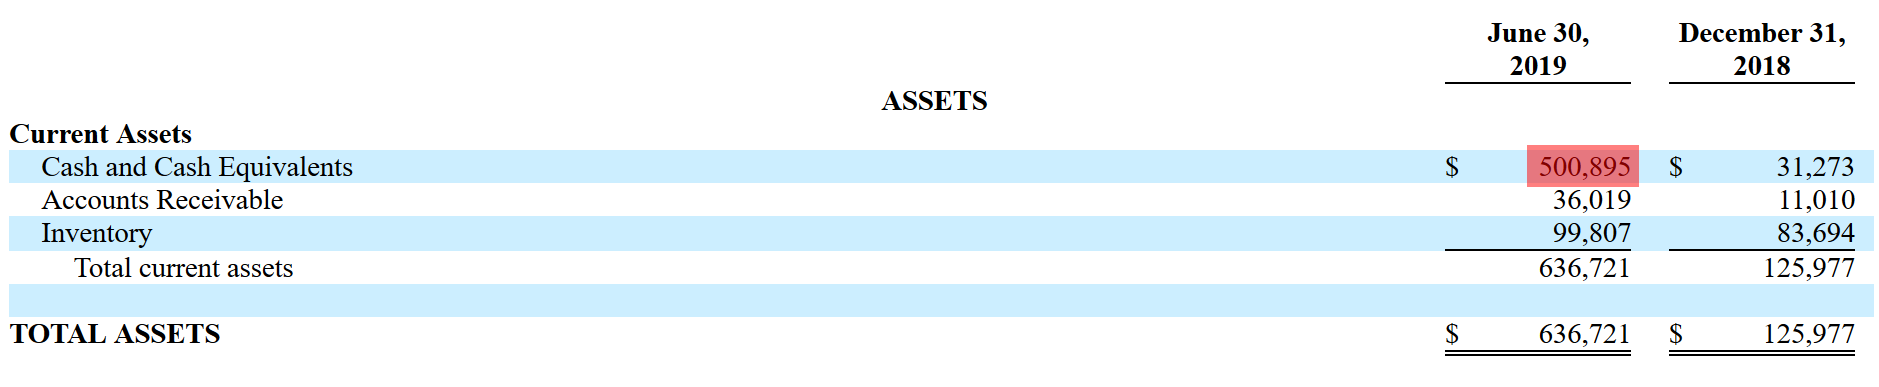 June 30, December 31,
2019 2018
ASSETS
Current Assets
Cash and Cash Equivalents $ 500,895 $ 31,273
Accounts Receivable 36,019 11,010
Inventory 99,807 83,694
Total current assets 636,721 125,977
TOTAL ASSETS $ 636,721 $ 125,977